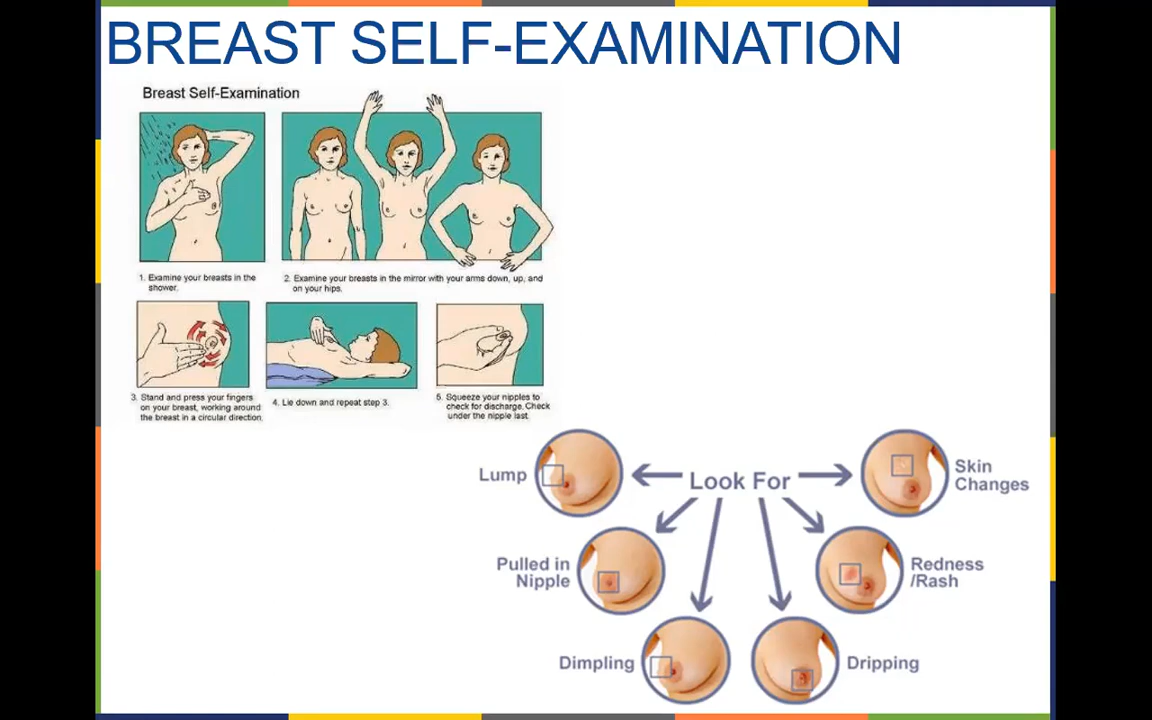 BREAST SELF-EXAMINATION
Breast Self-Examination
1. Examine your breasts in the
shower.
2. Examine your breasts in the mirror with your arms down, up, and
on your hips.
3. Stand and press your fingers
on your breast, working around
the breast in a circular direction.
4. Lie down and repeat step 3.
5. Squeeze your nipples to
check for discharge. Check
under the nipple last.
Look For
Lump
Skin
Changes
Pulled in
Nipple
Redness
/Rash
Dimpling
Dripping